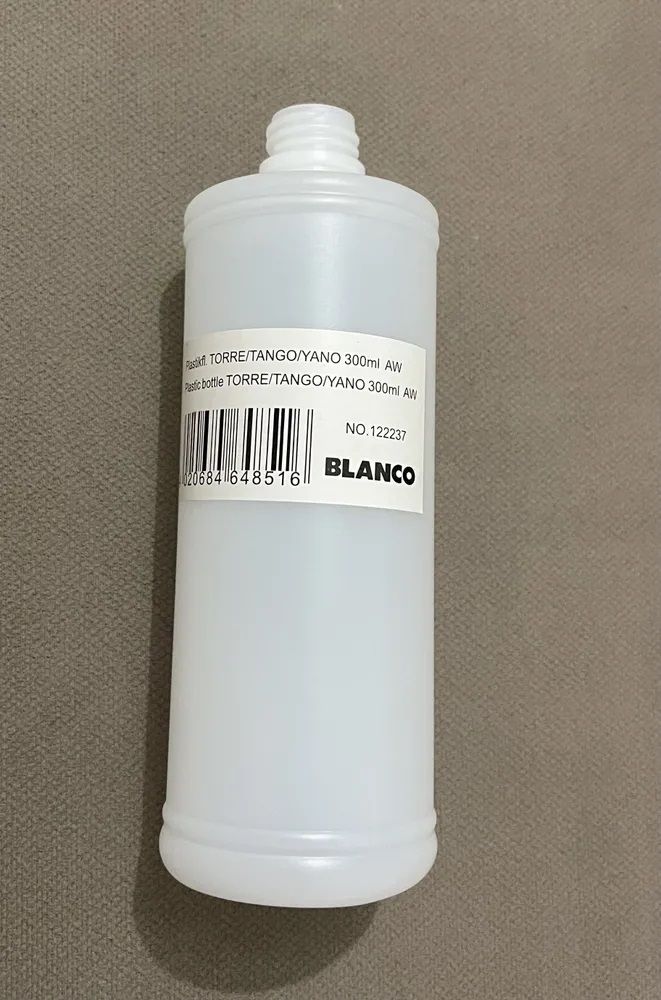 Plastikfl. TORRE/TANGO/YANO 300ml AW
Plastic bottle TORRE/TANGO/YANO 300ml AW
NO.122237
020684 648516
BLANCO